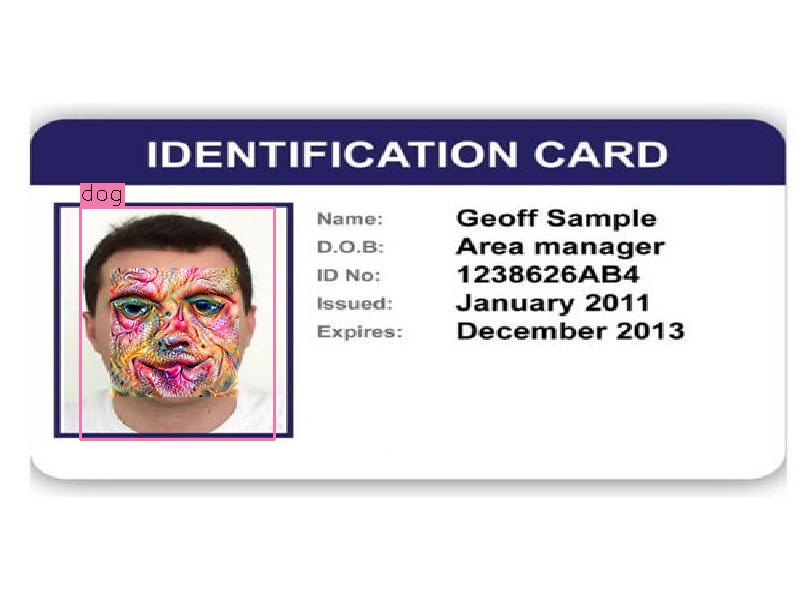 IDENTIFICATION CARD
dog
Name: Geoff Sample
D.O.B: Area manager
ID No: 1238626AB4
Issued: January 2011
Expires: December 2013